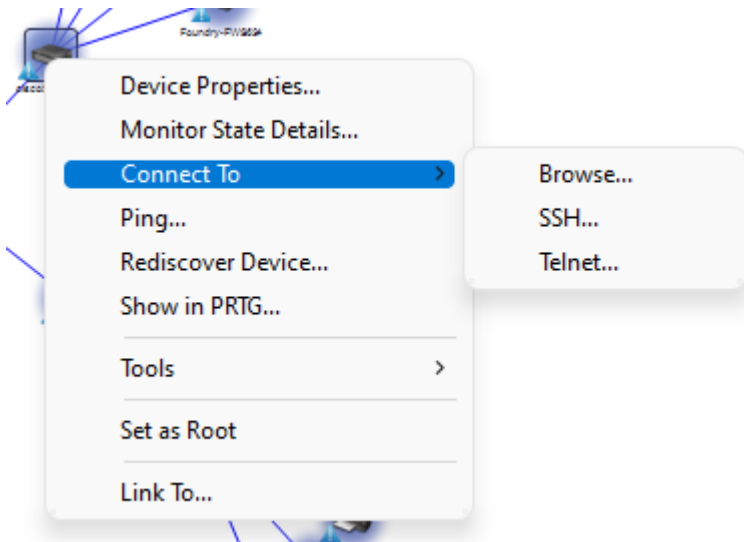 Device Properties...
Monitor State Details...
Connect To
Browse...
Ping...
SSH...
Rediscover Device...
Telnet...
Show in PRTG...
Tools
Set as Root
Link To...